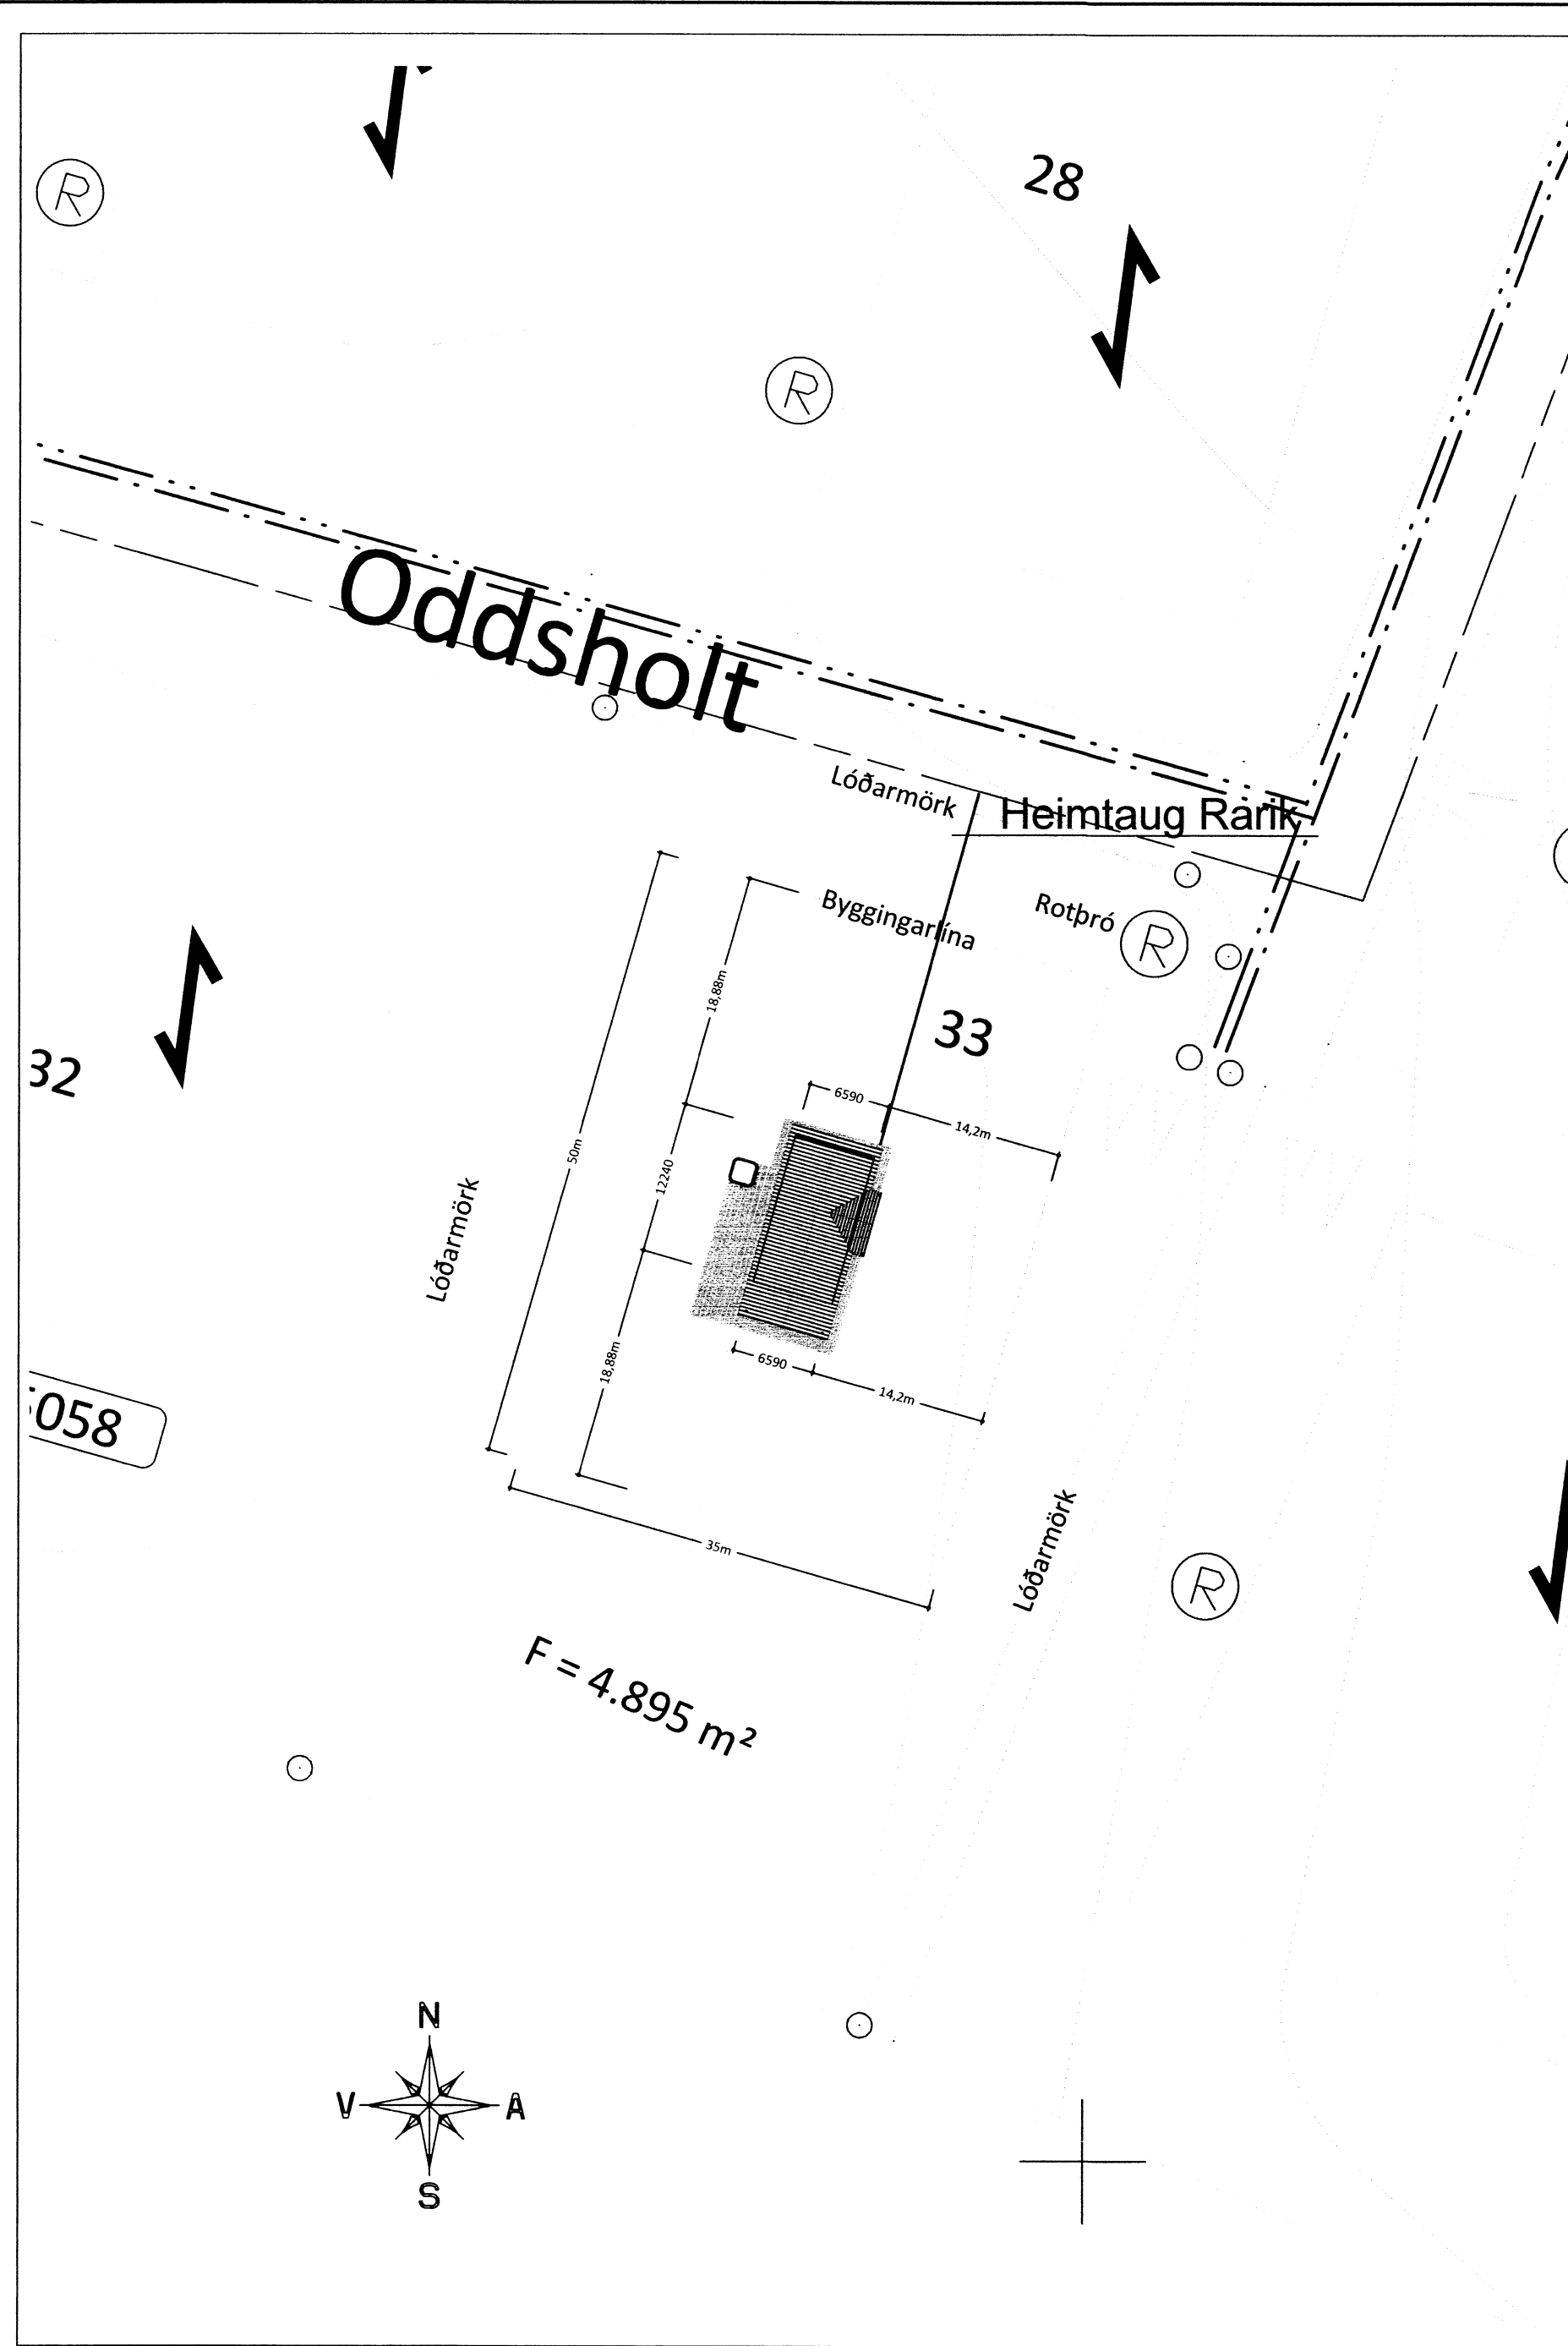 R
28
R
Oddsholt
Lóðarmörk
Heimtaug Rarik
Byggingarlína
Rotþró
R
18,88m
33
32
6590
14,2m
50m
12240
Lóðarmörk
18,88m
6590
14,2m
5058
35m
Lóðarmörk
R
F = 4.895 m²
N
V A
S